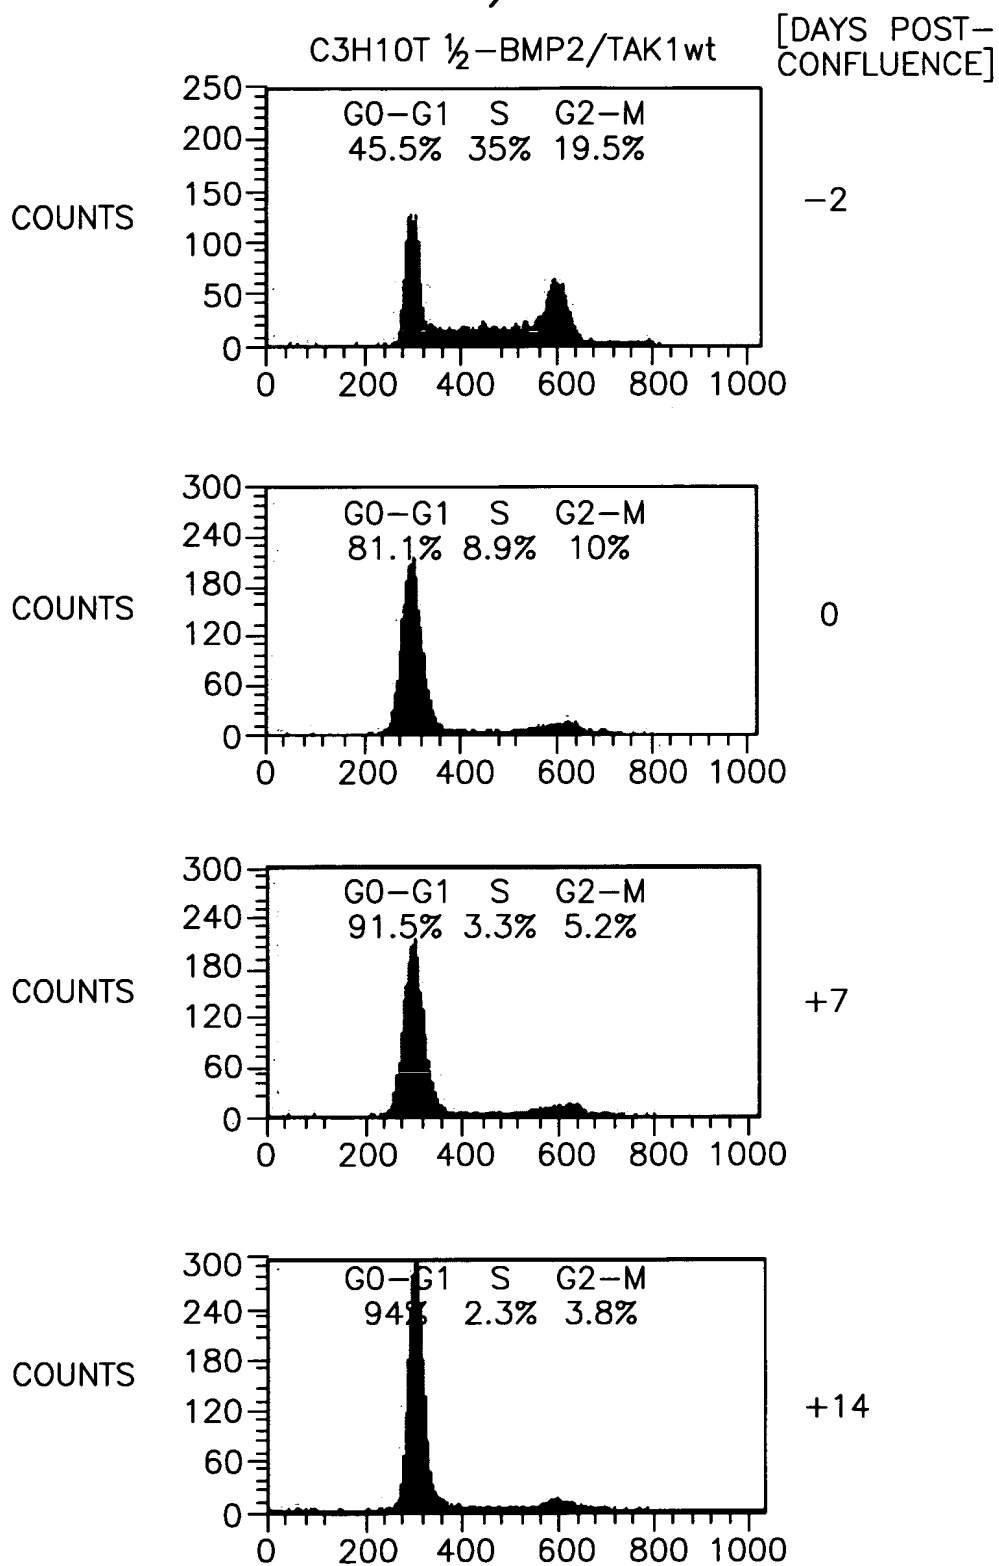 C3H10T ½-BMP2/TAK1wt
[DAYS POST-
CONFLUENCE]
G0-G1 S G2-M
45.5% 35% 19.5%
COUNTS
250
200
150
100
50
0
0 200 400 600 800 1000
-2
G0-G1 S G2-M
81.1% 8.9% 10%
COUNTS
300
240
180
120
60
0
0 200 400 600 800 1000
0
G0-G1 S G2-M
91.5% 3.3% 5.2%
COUNTS
300
240
180
120
60
0
0 200 400 600 800 1000
+7
G0-G1 S G2-M
94% 2.3% 3.8%
COUNTS
300
240
180
120
60
0
0 200 400 600 800 1000
+14